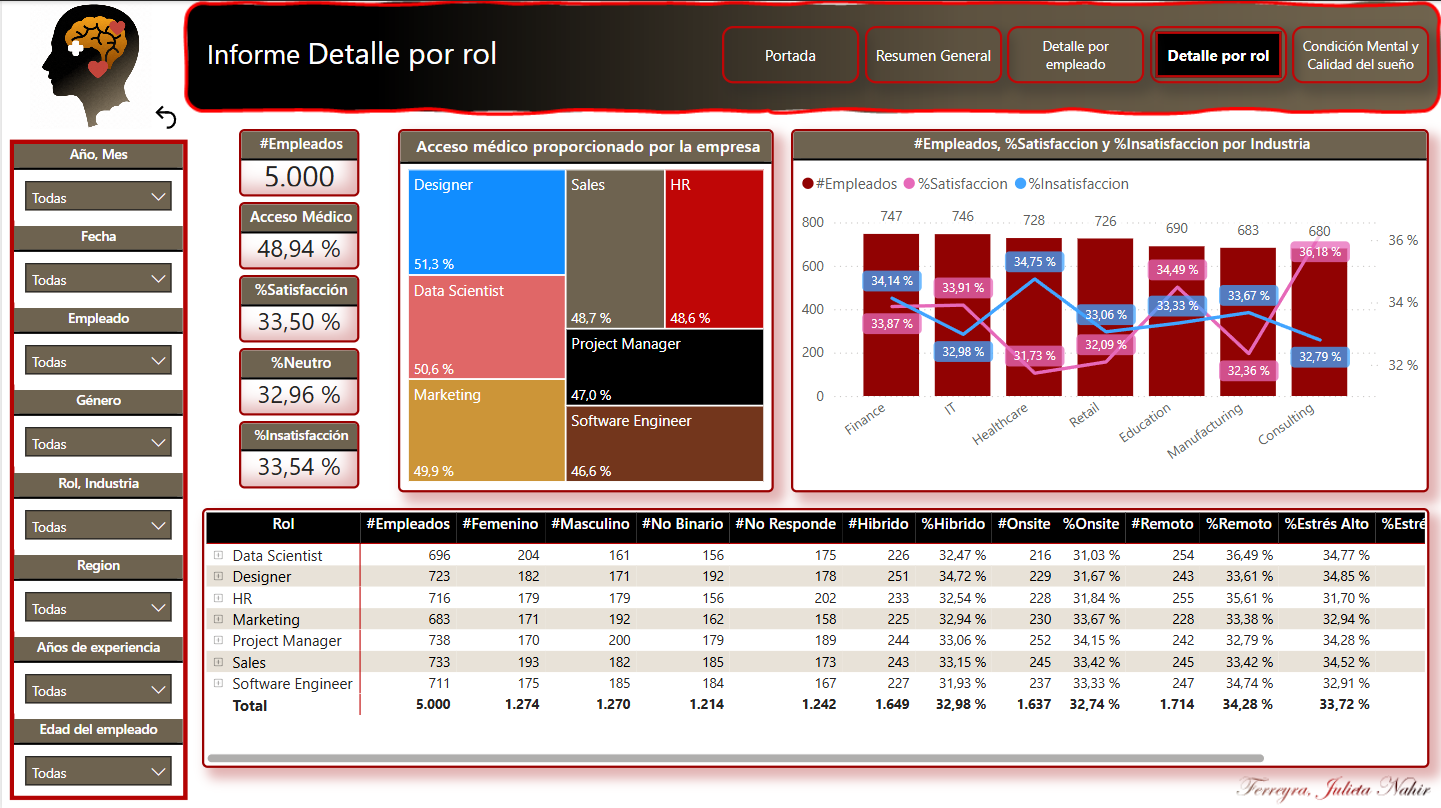 Informe Detalle por rol
Portada
Resumen General
Detalle por
empleado
Detalle por rol
Condición Mental y
Calidad del sueño
Año, Mes
Todas
Fecha
Todas
Empleado
Todas
Género
Todas
Rol, Industria
Todas
Region
Todas
Años de experiencia
Todas
Edad del empleado
Todas
#Empleados
5.000
Acceso Médico
48,94 %
%Satisfacción
33,50 %
%Neutro
32,96 %
%Insatisfacción
33,54 %
Acceso médico proporcionado por la empresa
Designer
51,3 %
Data Scientist
50,6 %
Marketing
49,9 %
Sales
48,7 %
HR
48,6 %
Project Manager
47,0 %
Software Engineer
46,6 %
#Empleados, %Satisfaccion y %Insatisfaccion por Industria
#Empleados %Satisfaccion %Insatisfaccion
800
600
400
200
0
36 %
34 %
32 %
747 746 728 726 690 683 680
34,14 % 32,98 % 34,75 % 33,06 % 33,33 % 33,67 % 32,79 %
33,87 % 33,91 % 31,73 % 32,09 % 34,49 % 32,36 % 36,18 %
Finance IT Healthcare Retail Education Manufacturing Consulting
Rol #Empleados #Femenino #Masculino #No Binario #No Responde #Hibrido %Hibrido #Onsite %Onsite #Remoto %Remoto %Estrés Alto %Estré
Data Scientist 696 204 161 156 175 226 32,47 % 216 31,03 % 254 36,49 % 34,77 %
Designer 723 182 171 192 178 251 34,72 % 229 31,67 % 243 33,61 % 34,85 %
HR 716 179 179 156 202 233 32,54 % 228 31,84 % 255 35,61 % 31,70 %
Marketing 683 171 192 162 158 225 32,94 % 230 33,67 % 228 33,38 % 32,94 %
Project Manager 738 170 200 179 189 244 33,06 % 252 34,15 % 242 32,79 % 34,28 %
Sales 733 193 182 185 173 243 33,15 % 245 33,42 % 245 33,42 % 34,52 %
Software Engineer 711 175 185 184 167 227 31,93 % 237 33,33 % 247 34,74 % 32,91 %
Total 5.000 1.274 1.270 1.214 1.242 1.649 32,98 % 1.637 32,74 % 1.714 34,28 % 33,72 %
Ferreyra, Julieta Nahir